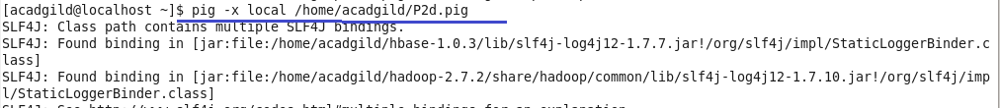 [acadgild@localhost ~]$ pig -x local /home/acadgild/P2d.pig
SLF4J: Class path contains multiple SLF4J bindings.
SLF4J: Found binding in [jar:file:/home/acadgild/hbase-1.0.3/lib/slf4j-log4j12-1.7.7.jar!/org/slf4j/impl/StaticLoggerBinder.c
lass]
SLF4J: Found binding in [jar:file:/home/acadgild/hadoop-2.7.2/share/hadoop/common/lib/slf4j-log4j12-1.7.10.jar!/org/slf4j/imp
l/StaticLoggerBinder.class]
SLF4J: See http://www.slf4j.org/codes.html#multiple_bindings for an explanation.